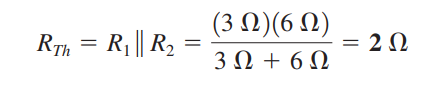 R_Th = R_1 ∥ R_2 = (3 Ω)(6 Ω) / 3 Ω + 6 Ω = 2 Ω